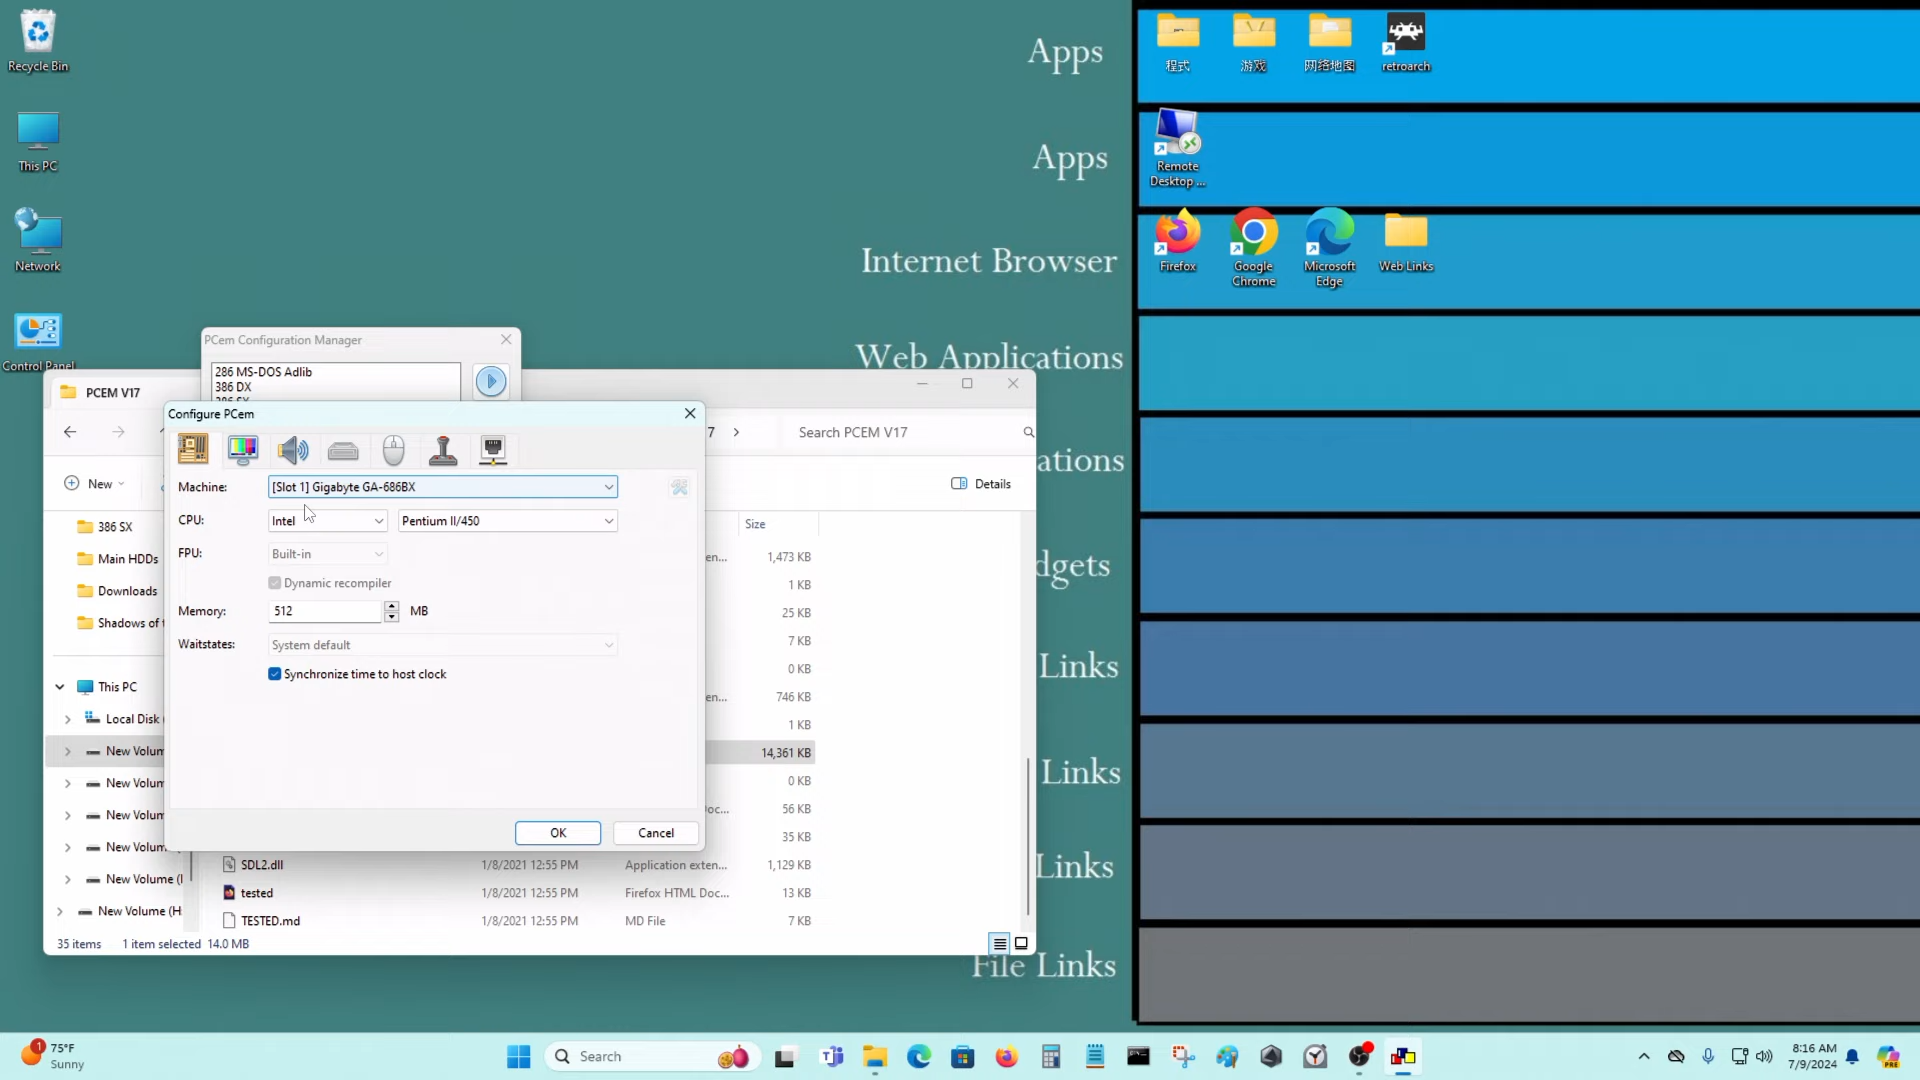 Recycle Bin
This PC
Network
Control Panel
Apps
Apps
Internet Browser
Web Applications
ations
dgets
Links
Links
Links
File Links
程式
游戏
网络地图
retroarch
Remote
Desktop ...
Firefox
Google
Chrome
Microsoft
Edge
Web Links
PCem Configuration Manager
286 MS-DOS Adlib
386 DX
PCEM V17
7
Search PCEM V17
New
Details
Configure PCem
Machine:
[Slot 1] Gigabyte GA-686BX
CPU:
Intel
Pentium II/450
FPU:
Built-in
Dynamic recompiler
Memory:
512
MB
Waitstates:
System default
Synchronize time to host clock
OK
Cancel
386 SX
Main HDDs
Downloads
Shadows of t
This PC
Local Disk
New Volum
New Volum
New Volum
New Volum
New Volume (I
New Volume (H:
Size
en... 1,473 KB
1 KB
25 KB
7 KB
0 KB
en... 746 KB
1 KB
14,361 KB
0 KB
oc... 56 KB
35 KB
SDL2.dll 1/8/2021 12:55 PM Application exten... 1,129 KB
tested 1/8/2021 12:55 PM Firefox HTML Doc... 13 KB
TESTED.md 1/8/2021 12:55 PM MD File 7 KB
35 items 1 item selected 14.0 MB
1
75°F
Sunny
Search
8:16 AM
7/9/2024
PRE